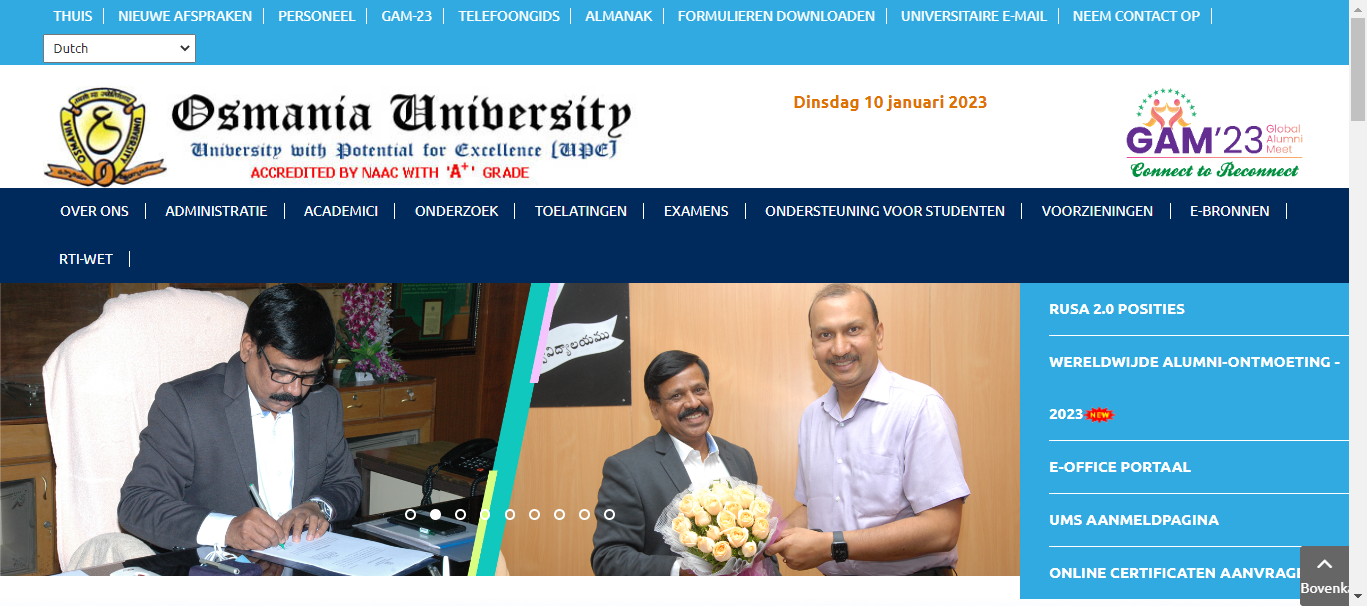 THUIS NIEUWE AFSPRAKEN PERSONEEL GAM-23 TELEFOONGIDS ALMANAK FORMULIEREN DOWNLOADEN UNIVERSITAIRE E-MAIL NEEM CONTACT OP
Dutch
Osmania University
University with Potential for Excellence [UPE]
ACCREDITED BY NAAC WITH 'A+' GRADE
OSMANIA UNIVERSITY
Dinsdag 10 januari 2023
GAM'23 Global
Alumni
Meet
Connect to Reconnect
OVER ONS ADMINISTRATIE ACADEMICI ONDERZOEK TOELATINGEN EXAMENS ONDERSTEUNING VOOR STUDENTEN VOORZIENINGEN E-BRONNEN
RTI-WET
RUSA 2.0 POSITIES
WERELDWIJDE ALUMNI-ONTMOETING -
2023 NEW
E-OFFICE PORTAAL
UMS AANMELDPAGINA
ONLINE CERTIFICATEN AANVRAG
Bovenka